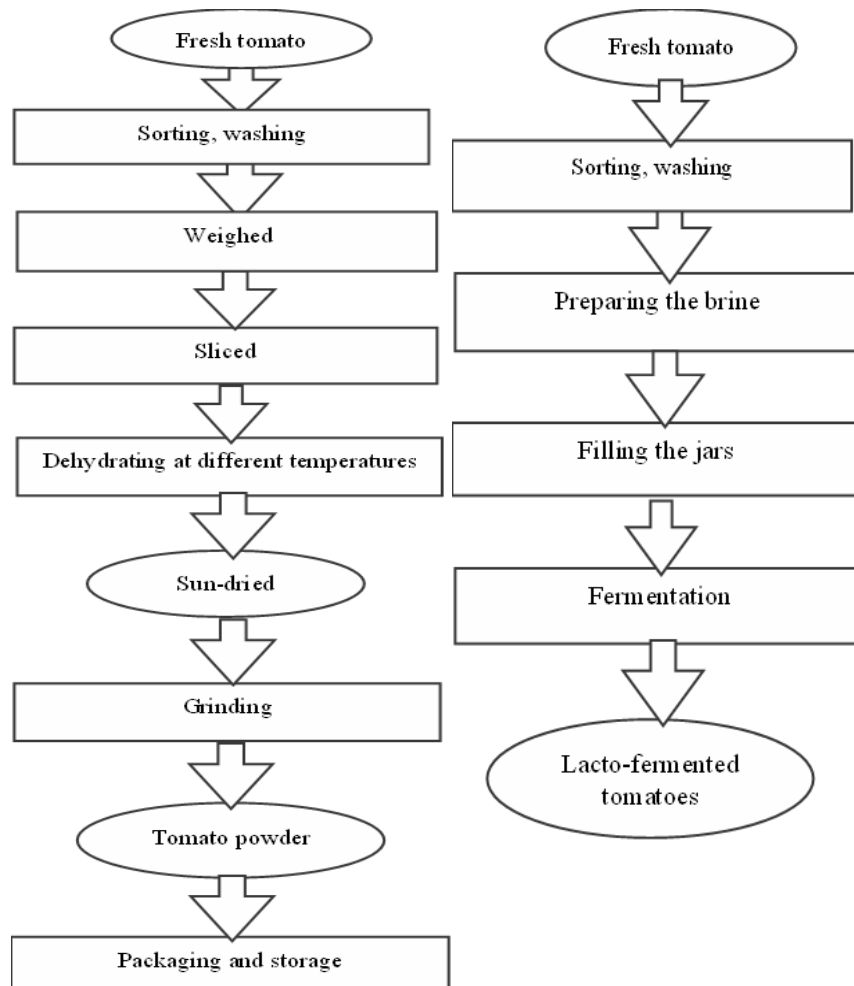 Fresh tomato
Sorting, washing
Weighed
Sliced
Dehydrating at different temperatures
Sun-dried
Grinding
Tomato powder
Packaging and storage
Fresh tomato
Sorting, washing
Preparing the brine
Filling the jars
Fermentation
Lacto-fermented
tomatoes